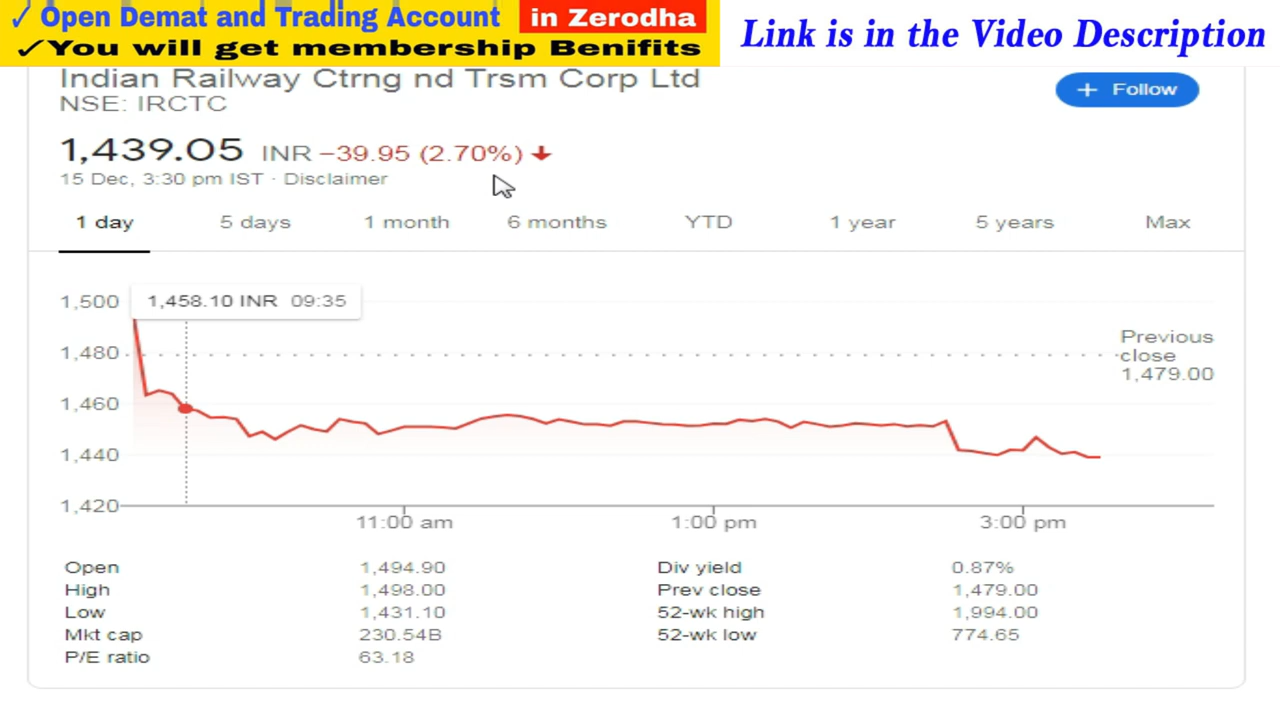 ✓ Open Demat and Trading Account in Zerodha
✓You will get membership Benifits
Link is in the Video Description
Indian Railway Ctrng nd Trsm Corp Ltd
NSE: IRCTC
+ Follow
1,439.05 INR −39.95 (2.70%) ↓
15 Dec, 3:30 pm IST · Disclaimer
1 day 5 days 1 month 6 months YTD 1 year 5 years Max
1,500
1,458.10 INR 09:35
1,480
Previous
close
1,479.00
1,460
1,440
1,420
11:00 am 1:00 pm 3:00 pm
Open 1,494.90 Div yield 0.87%
High 1,498.00 Prev close 1,479.00
Low 1,431.10 52-wk high 1,994.00
Mkt cap 230.54B 52-wk low 774.65
P/E ratio 63.18